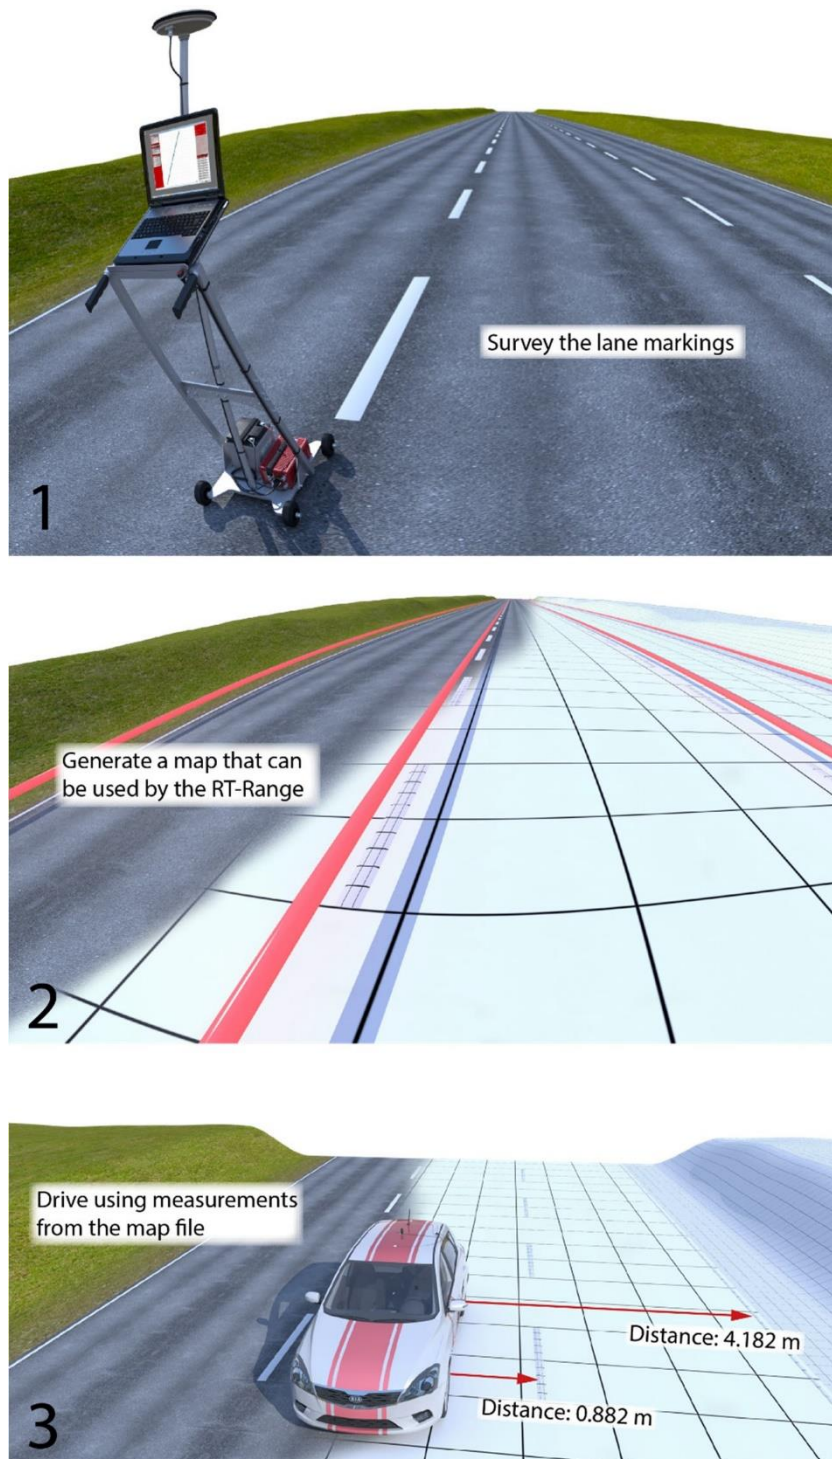 Survey the lane markings
1
Generate a map that can
be used by the RT-Range
2
Drive using measurements
from the map file
Distance: 4.182 m
Distance: 0.882 m
3